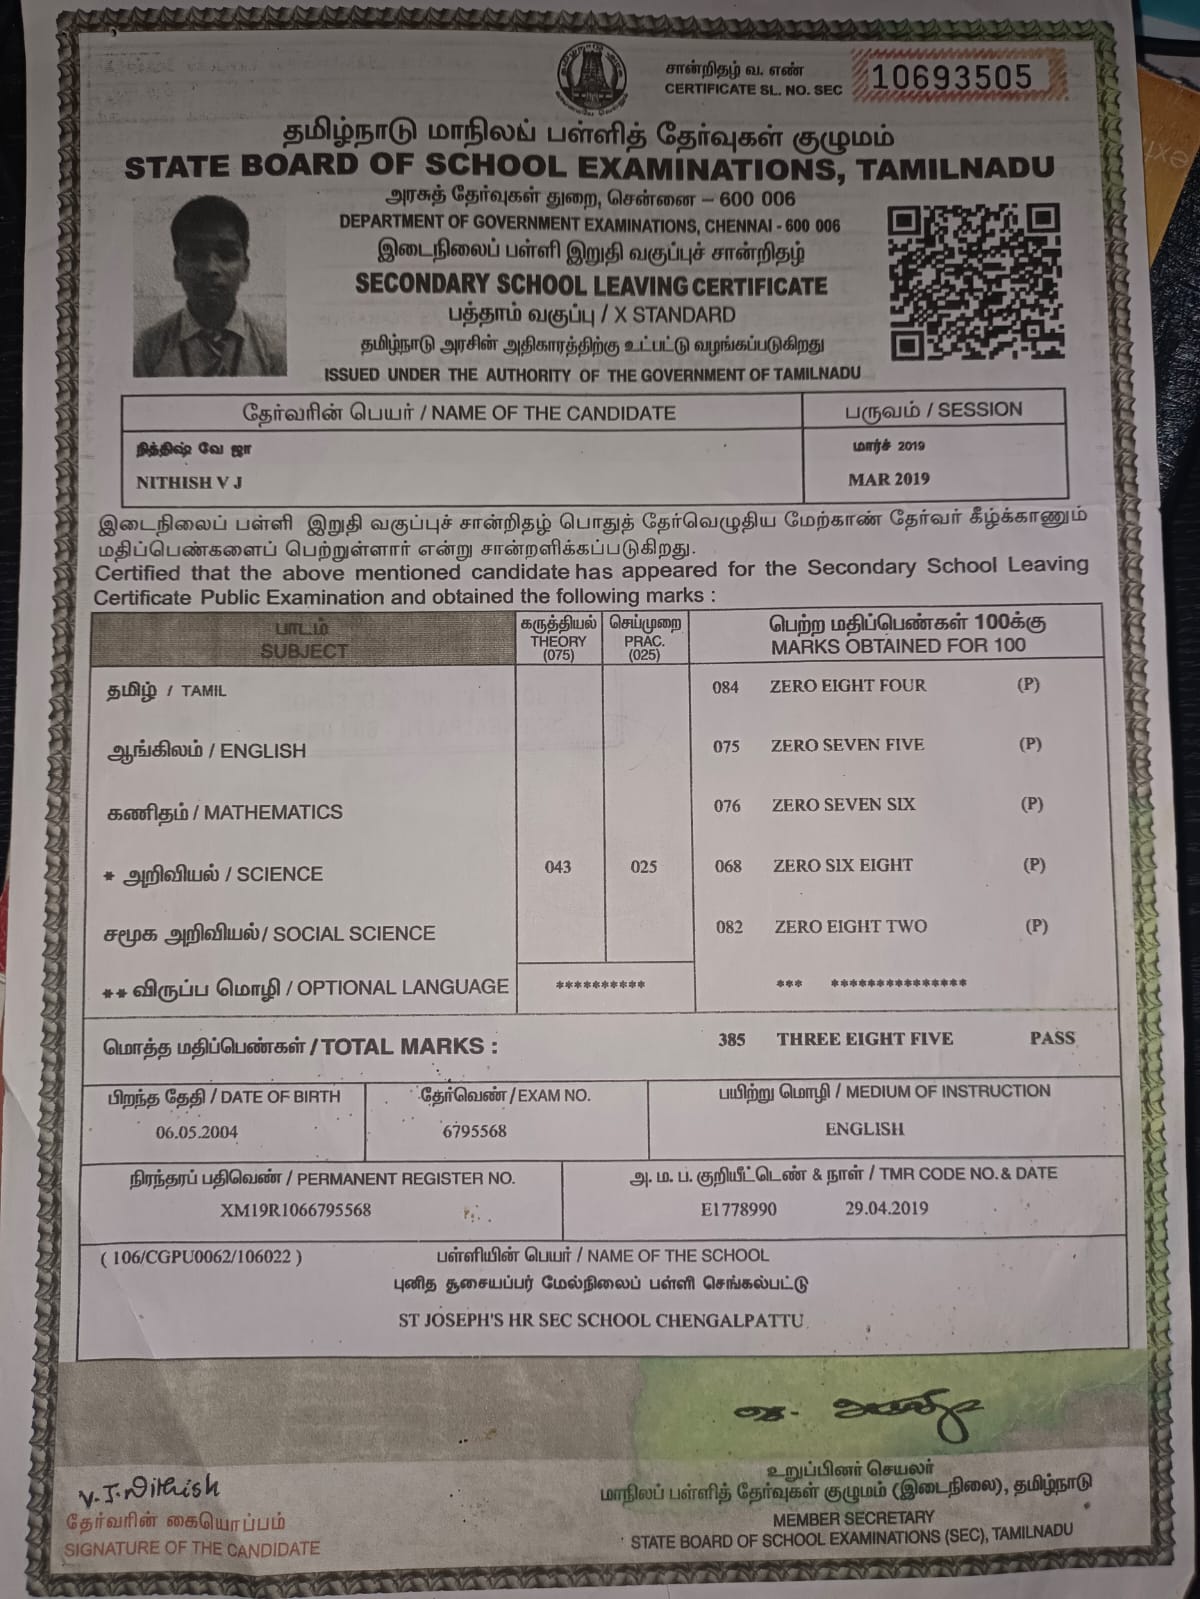 சான்றிதழ் வ. எண்
CERTIFICATE SL. NO. SEC
10693505
தமிழ்நாடு மாநிலப் பள்ளித் தேர்வுகள் குழுமம்
STATE BOARD OF SCHOOL EXAMINATIONS, TAMILNADU
அரசுத் தேர்வுகள் துறை, சென்னை – 600 006
DEPARTMENT OF GOVERNMENT EXAMINATIONS, CHENNAI - 600 006
இடைநிலைப் பள்ளி இறுதி வகுப்புச் சான்றிதழ்
SECONDARY SCHOOL LEAVING CERTIFICATE
பத்தாம் வகுப்பு / X STANDARD
தமிழ்நாடு அரசின் அதிகாரத்திற்கு உட்பட்டு வழங்கப்படுகிறது
ISSUED UNDER THE AUTHORITY OF THE GOVERNMENT OF TAMILNADU
தேர்வரின் பெயர் / NAME OF THE CANDIDATE பருவம் / SESSION
நித்திஷ் வே ஜா மார்ச் 2019
NITHISH V J MAR 2019
இடைநிலைப் பள்ளி இறுதி வகுப்புச் சான்றிதழ் பொதுத் தேர்வெழுதிய மேற்காண் தேர்வர் கீழ்க்காணும்
மதிப்பெண்களைப் பெற்றுள்ளார் என்று சான்றளிக்கப்படுகிறது.
Certified that the above mentioned candidate has appeared for the Secondary School Leaving
Certificate Public Examination and obtained the following marks :
பாடம் கருத்தியல் செய்முறை பெற்ற மதிப்பெண்கள் 100க்கு
SUBJECT THEORY (075) PRAC. (025) MARKS OBTAINED FOR 100
தமிழ் / TAMIL 084 ZERO EIGHT FOUR (P)
ஆங்கிலம் / ENGLISH 075 ZERO SEVEN FIVE (P)
கணிதம் / MATHEMATICS 076 ZERO SEVEN SIX (P)
* அறிவியல் / SCIENCE 043 025 068 ZERO SIX EIGHT (P)
சமூக அறிவியல் / SOCIAL SCIENCE 082 ZERO EIGHT TWO (P)
** விருப்ப மொழி / OPTIONAL LANGUAGE ********** *** ***************
மொத்த மதிப்பெண்கள் / TOTAL MARKS : 385 THREE EIGHT FIVE PASS
பிறந்த தேதி / DATE OF BIRTH தேர்வெண் / EXAM NO. பயிற்று மொழி / MEDIUM OF INSTRUCTION
06.05.2004 6795568 ENGLISH
நிரந்தரப் பதிவெண் / PERMANENT REGISTER NO. அ. ம. ப. குறியீட்டெண் & நாள் / TMR CODE NO. & DATE
XM19R1066795568 E1778990 29.04.2019
( 106/CGPU0062/106022 ) பள்ளியின் பெயர் / NAME OF THE SCHOOL
புனித சூசையப்பர் மேல்நிலைப் பள்ளி செங்கல்பட்டு
ST JOSEPH'S HR SEC SCHOOL CHENGALPATTU
V. J. Nithish
தேர்வரின் கையொப்பம்
SIGNATURE OF THE CANDIDATE
உறுப்பினர் செயலர்
மாநிலப் பள்ளித் தேர்வுகள் குழுமம் (இடைநிலை), தமிழ்நாடு
MEMBER SECRETARY
STATE BOARD OF SCHOOL EXAMINATIONS (SEC), TAMILNADU